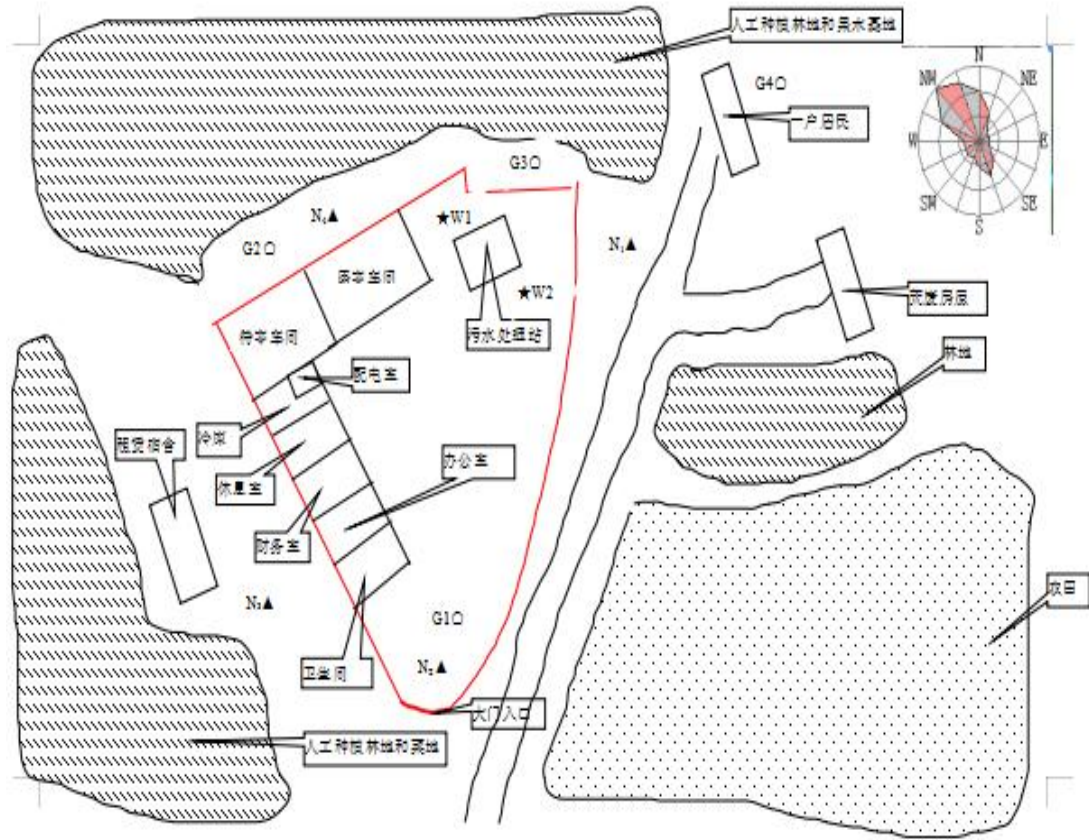 人工种植林地和果木菜地
N
NW
NE
W
E
SW
SE
S
G4
一户居民
G3
N₄▲
★W1
G2
N₁▲
屠宰车间
★W2
荒废房屋
待宰车间
污水处理站
配电室
林地
冷库
租赁宿舍
办公室
休息室
财务室
农田
N₃▲
G1
卫生间
N₂▲
大门入口
人工种植林地和菜地